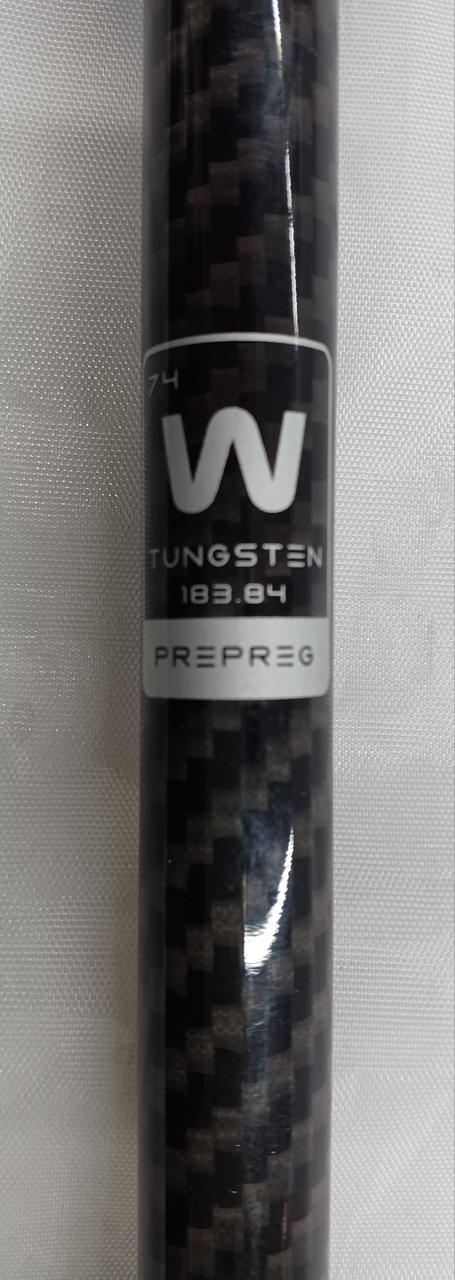 74
W
TUNGSTEN
183.84
PREPREG